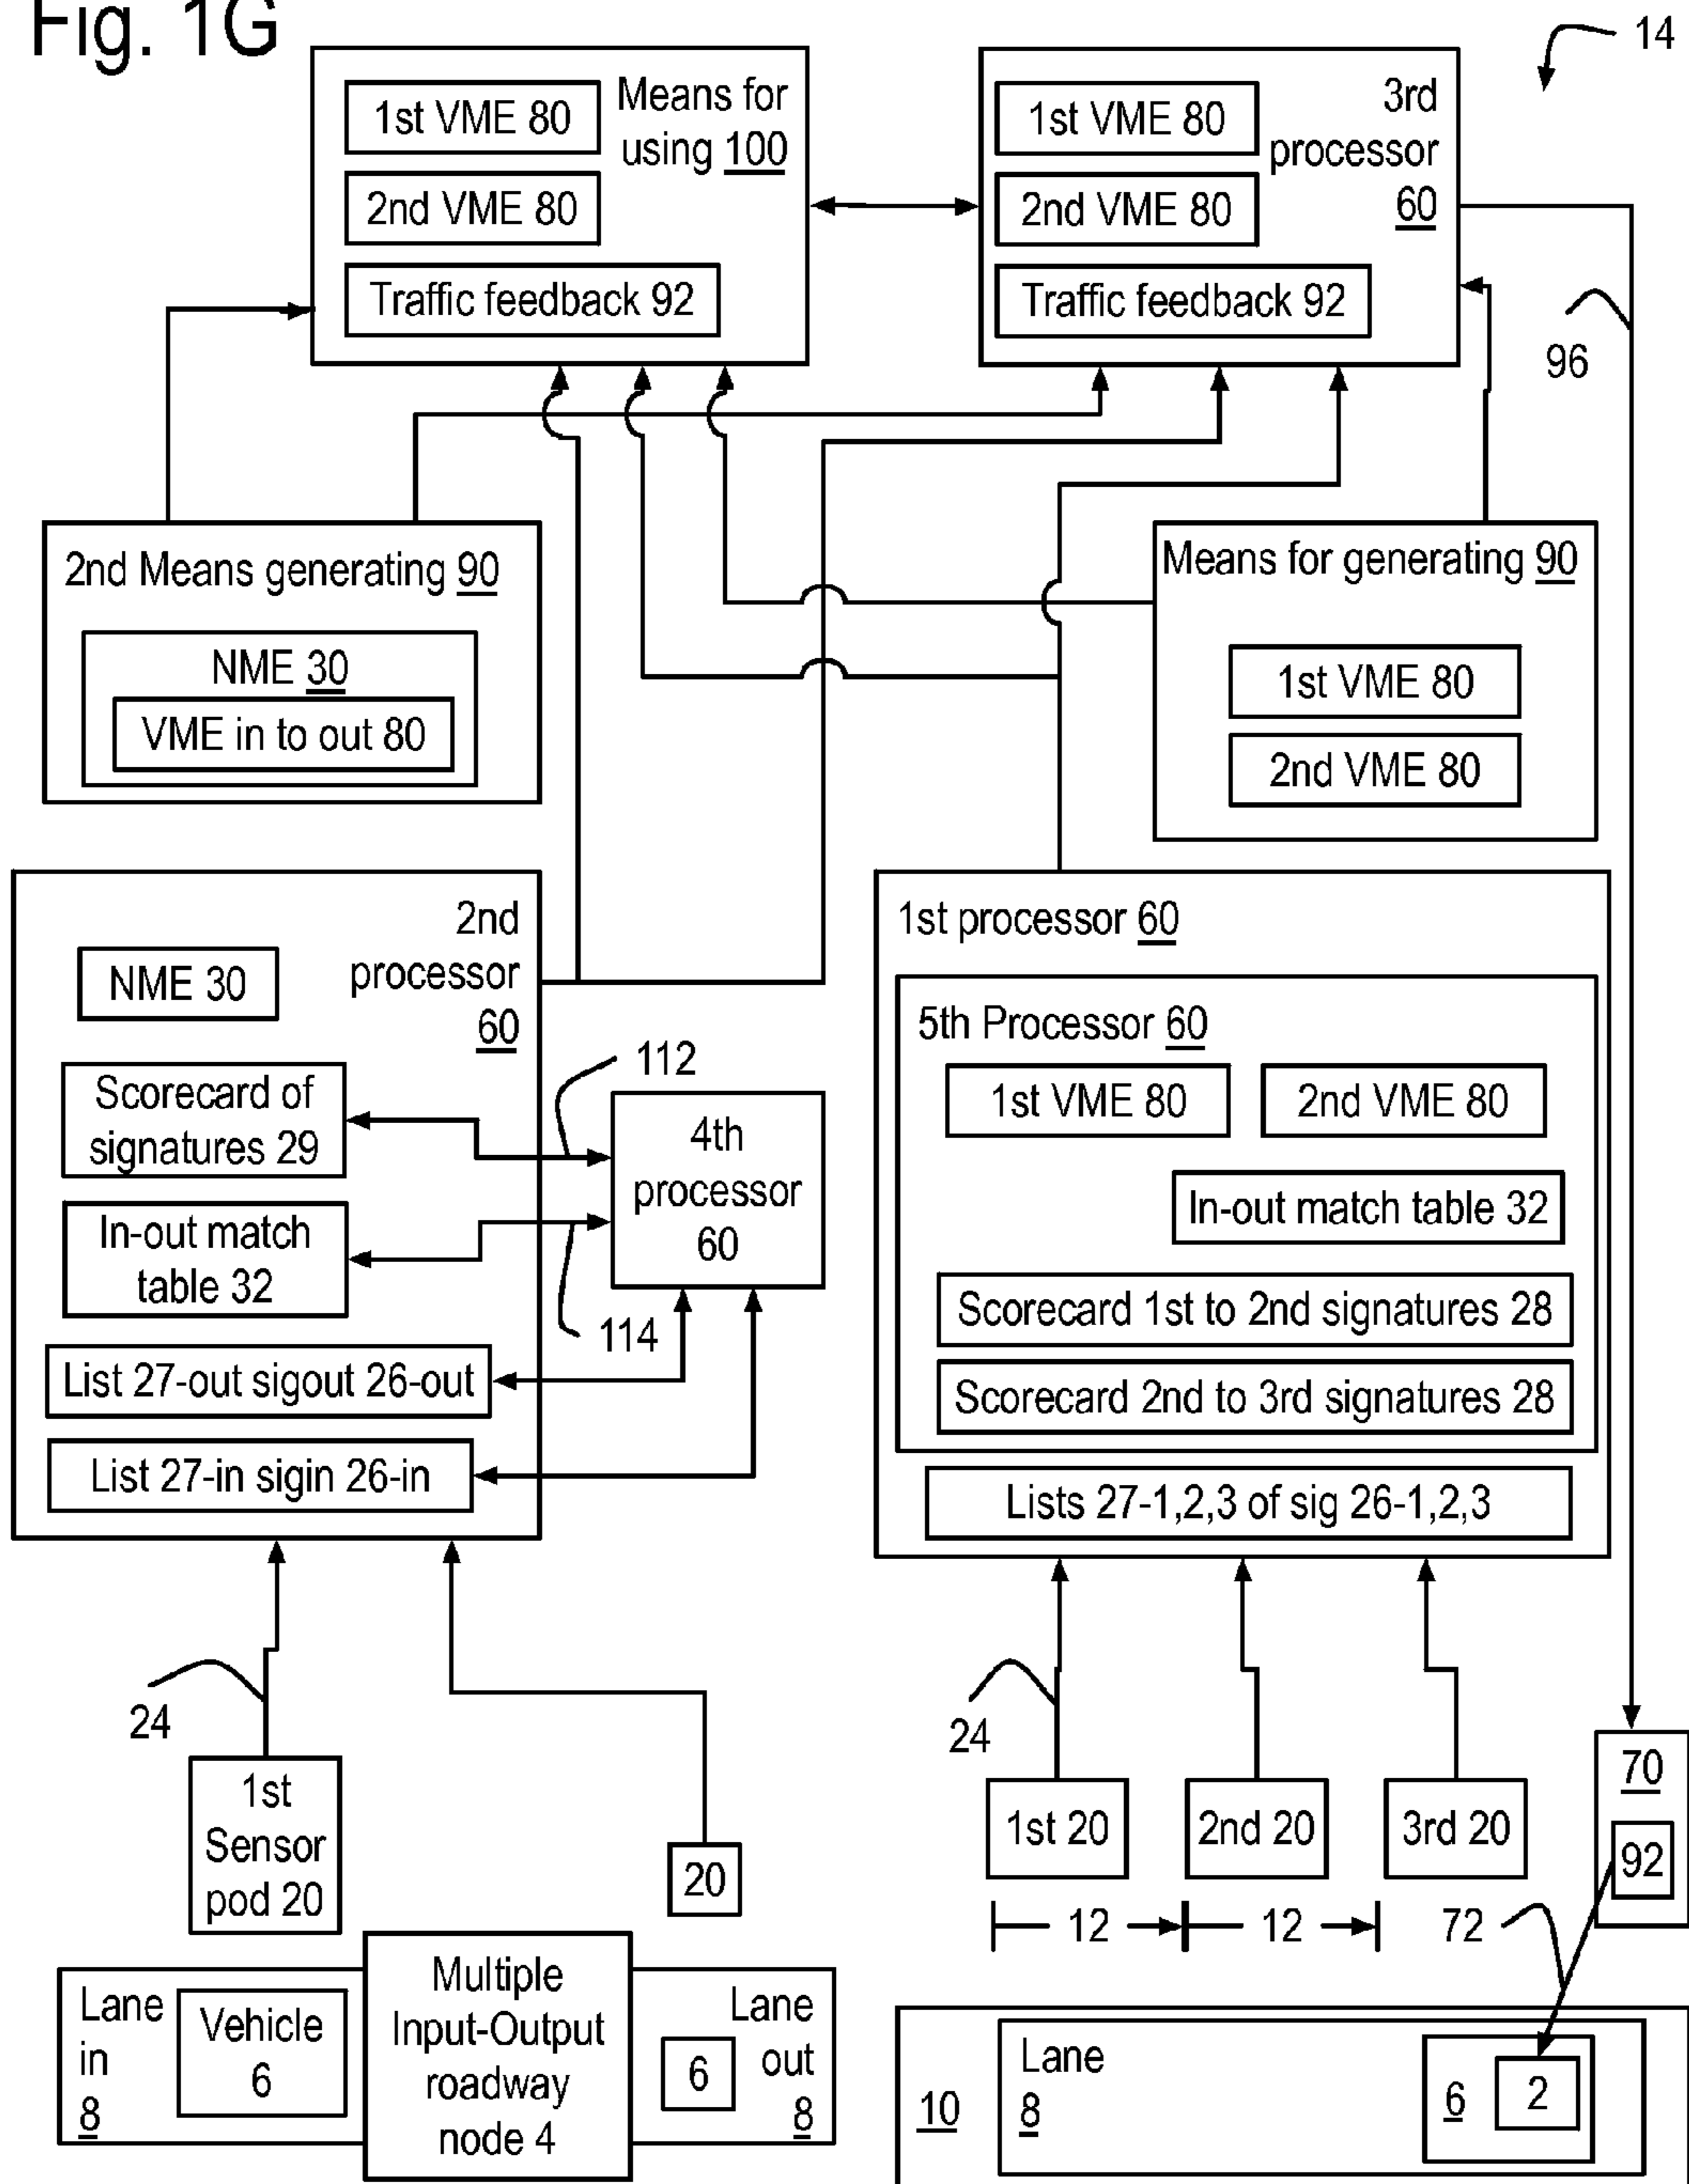 Fig. 1G
14
1st VME 80
Means for
using 100
2nd VME 80
Traffic feedback 92
1st VME 80
3rd
processor
60
2nd VME 80
Traffic feedback 92
96
2nd Means generating 90
NME 30
VME in to out 80
Means for generating 90
1st VME 80
2nd VME 80
2nd
processor
60
NME 30
Scorecard of
signatures 29
In-out match
table 32
List 27-out sigout 26-out
List 27-in sigin 26-in
112
4th
processor
60
114
1st processor 60
5th Processor 60
1st VME 80
2nd VME 80
In-out match table 32
Scorecard 1st to 2nd signatures 28
Scorecard 2nd to 3rd signatures 28
Lists 27-1,2,3 of sig 26-1,2,3
24
1st
Sensor
pod 20
20
24
1st 20
2nd 20
3rd 20
70
92
12
12
72
Lane
in
8
Vehicle
6
Multiple
Input-Output
roadway
node 4
6
Lane
out
8
10
Lane
8
6
2